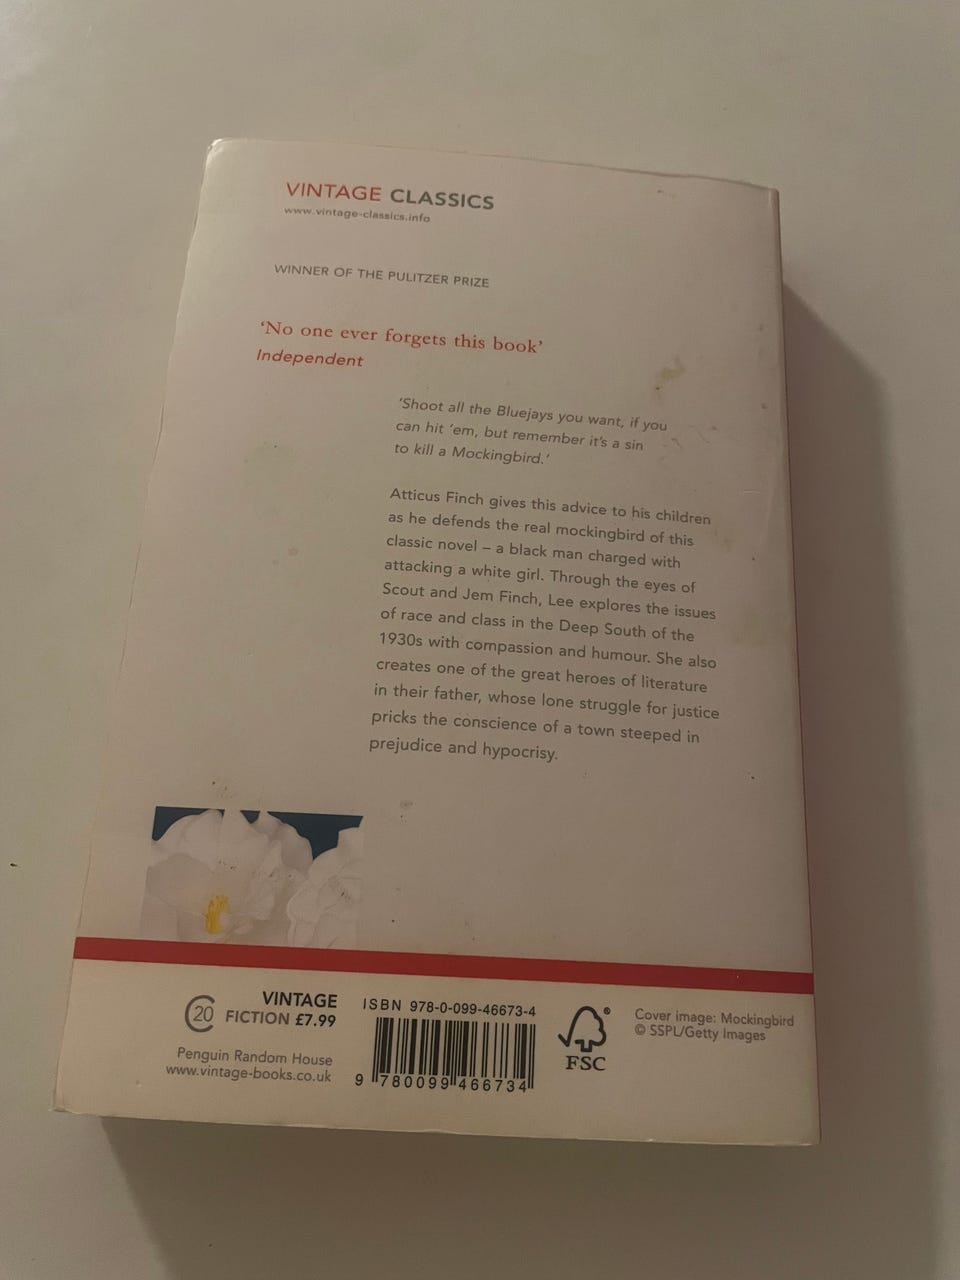 VINTAGE CLASSICS
www.vintage-classics.info
WINNER OF THE PULITZER PRIZE
‘No one ever forgets this book’
Independent
‘Shoot all the Bluejays you want, if you
can hit ’em, but remember it’s a sin
to kill a Mockingbird.’
Atticus Finch gives this advice to his children
as he defends the real mockingbird of this
classic novel – a black man charged with
attacking a white girl. Through the eyes of
Scout and Jem Finch, Lee explores the issues
of race and class in the Deep South of the
1930s with compassion and humour. She also
creates one of the great heroes of literature
in their father, whose lone struggle for justice
pricks the conscience of a town steeped in
prejudice and hypocrisy.
20
VINTAGE
FICTION £7.99
Penguin Random House
www.vintage-books.co.uk
ISBN 978-0-099-46673-4
9 780099 466734
®
FSC
Cover image: Mockingbird
© SSPL/Getty Images